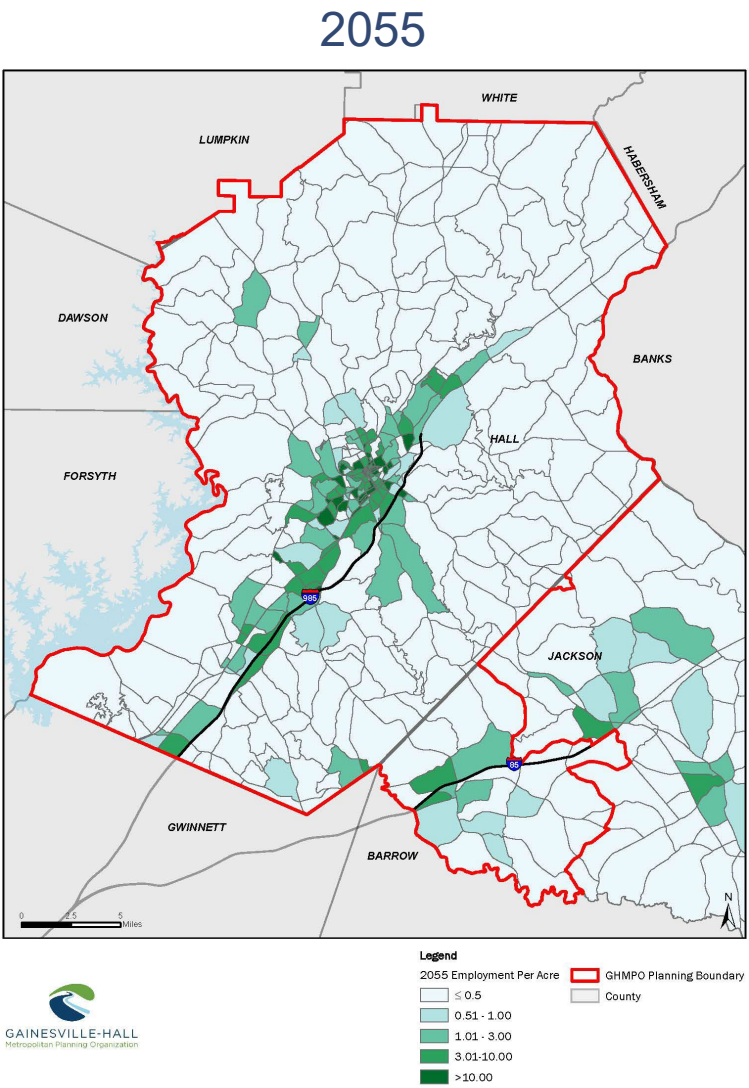 2055
WHITE
LUMPKIN
HABERSHAM
DAWSON
BANKS
HALL
FORSYTH
985
JACKSON
85
GWINNETT
BARROW
N
0 2.5 5
Miles
Legend
2055 Employment Per Acre
≤ 0.5
0.51 - 1.00
1.01 - 3.00
3.01-10.00
>10.00
GHMPO Planning Boundary
County
GAINESVILLE-HALL
Metropolitan Planning Organization